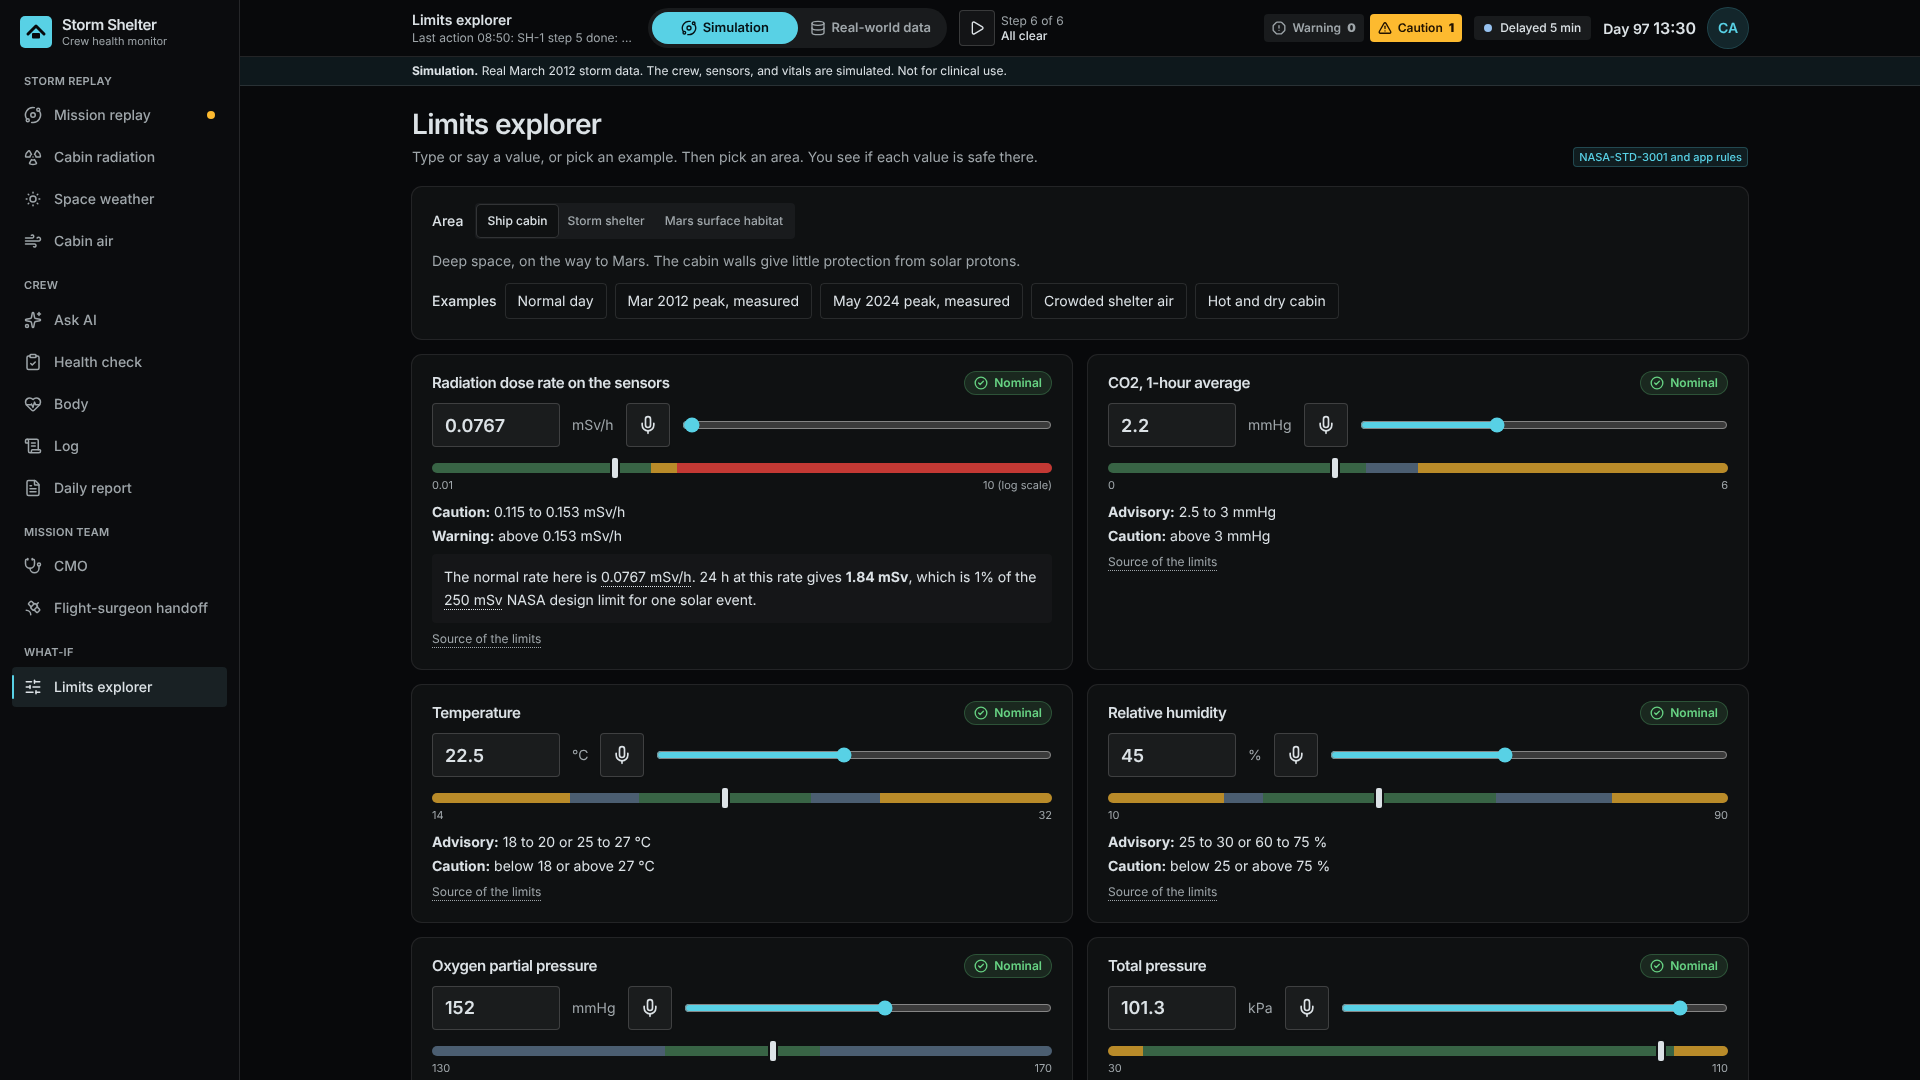 Storm Shelter
Crew health monitor
STORM REPLAY
Mission replay
Cabin radiation
Space weather
Cabin air
CREW
Ask AI
Health check
Body
Log
Daily report
MISSION TEAM
CMO
Flight-surgeon handoff
WHAT-IF
Limits explorer
Limits explorer
Last action 08:50: SH-1 step 5 done: ...
Simulation
Real-world data
Step 6 of 6
All clear
Warning 0
Caution 1
Delayed 5 min
Day 97 13:30
CA
Simulation. Real March 2012 storm data. The crew, sensors, and vitals are simulated. Not for clinical use.
Limits explorer
Type or say a value, or pick an example. Then pick an area. You see if each value is safe there.
NASA-STD-3001 and app rules
Area Ship cabin Storm shelter Mars surface habitat
Deep space, on the way to Mars. The cabin walls give little protection from solar protons.
Examples Normal day Mar 2012 peak, measured May 2024 peak, measured Crowded shelter air Hot and dry cabin
Radiation dose rate on the sensors Nominal
0.0767 mSv/h
0.01 10 (log scale)
Caution: 0.115 to 0.153 mSv/h
Warning: above 0.153 mSv/h
The normal rate here is 0.0767 mSv/h. 24 h at this rate gives 1.84 mSv, which is 1% of the
250 mSv NASA design limit for one solar event.
Source of the limits
CO2, 1-hour average Nominal
2.2 mmHg
0 6
Advisory: 2.5 to 3 mmHg
Caution: above 3 mmHg
Source of the limits
Temperature Nominal
22.5 °C
14 32
Advisory: 18 to 20 or 25 to 27 °C
Caution: below 18 or above 27 °C
Source of the limits
Relative humidity Nominal
45 %
10 90
Advisory: 25 to 30 or 60 to 75 %
Caution: below 25 or above 75 %
Source of the limits
Oxygen partial pressure Nominal
152 mmHg
130 170
Total pressure Nominal
101.3 kPa
30 110